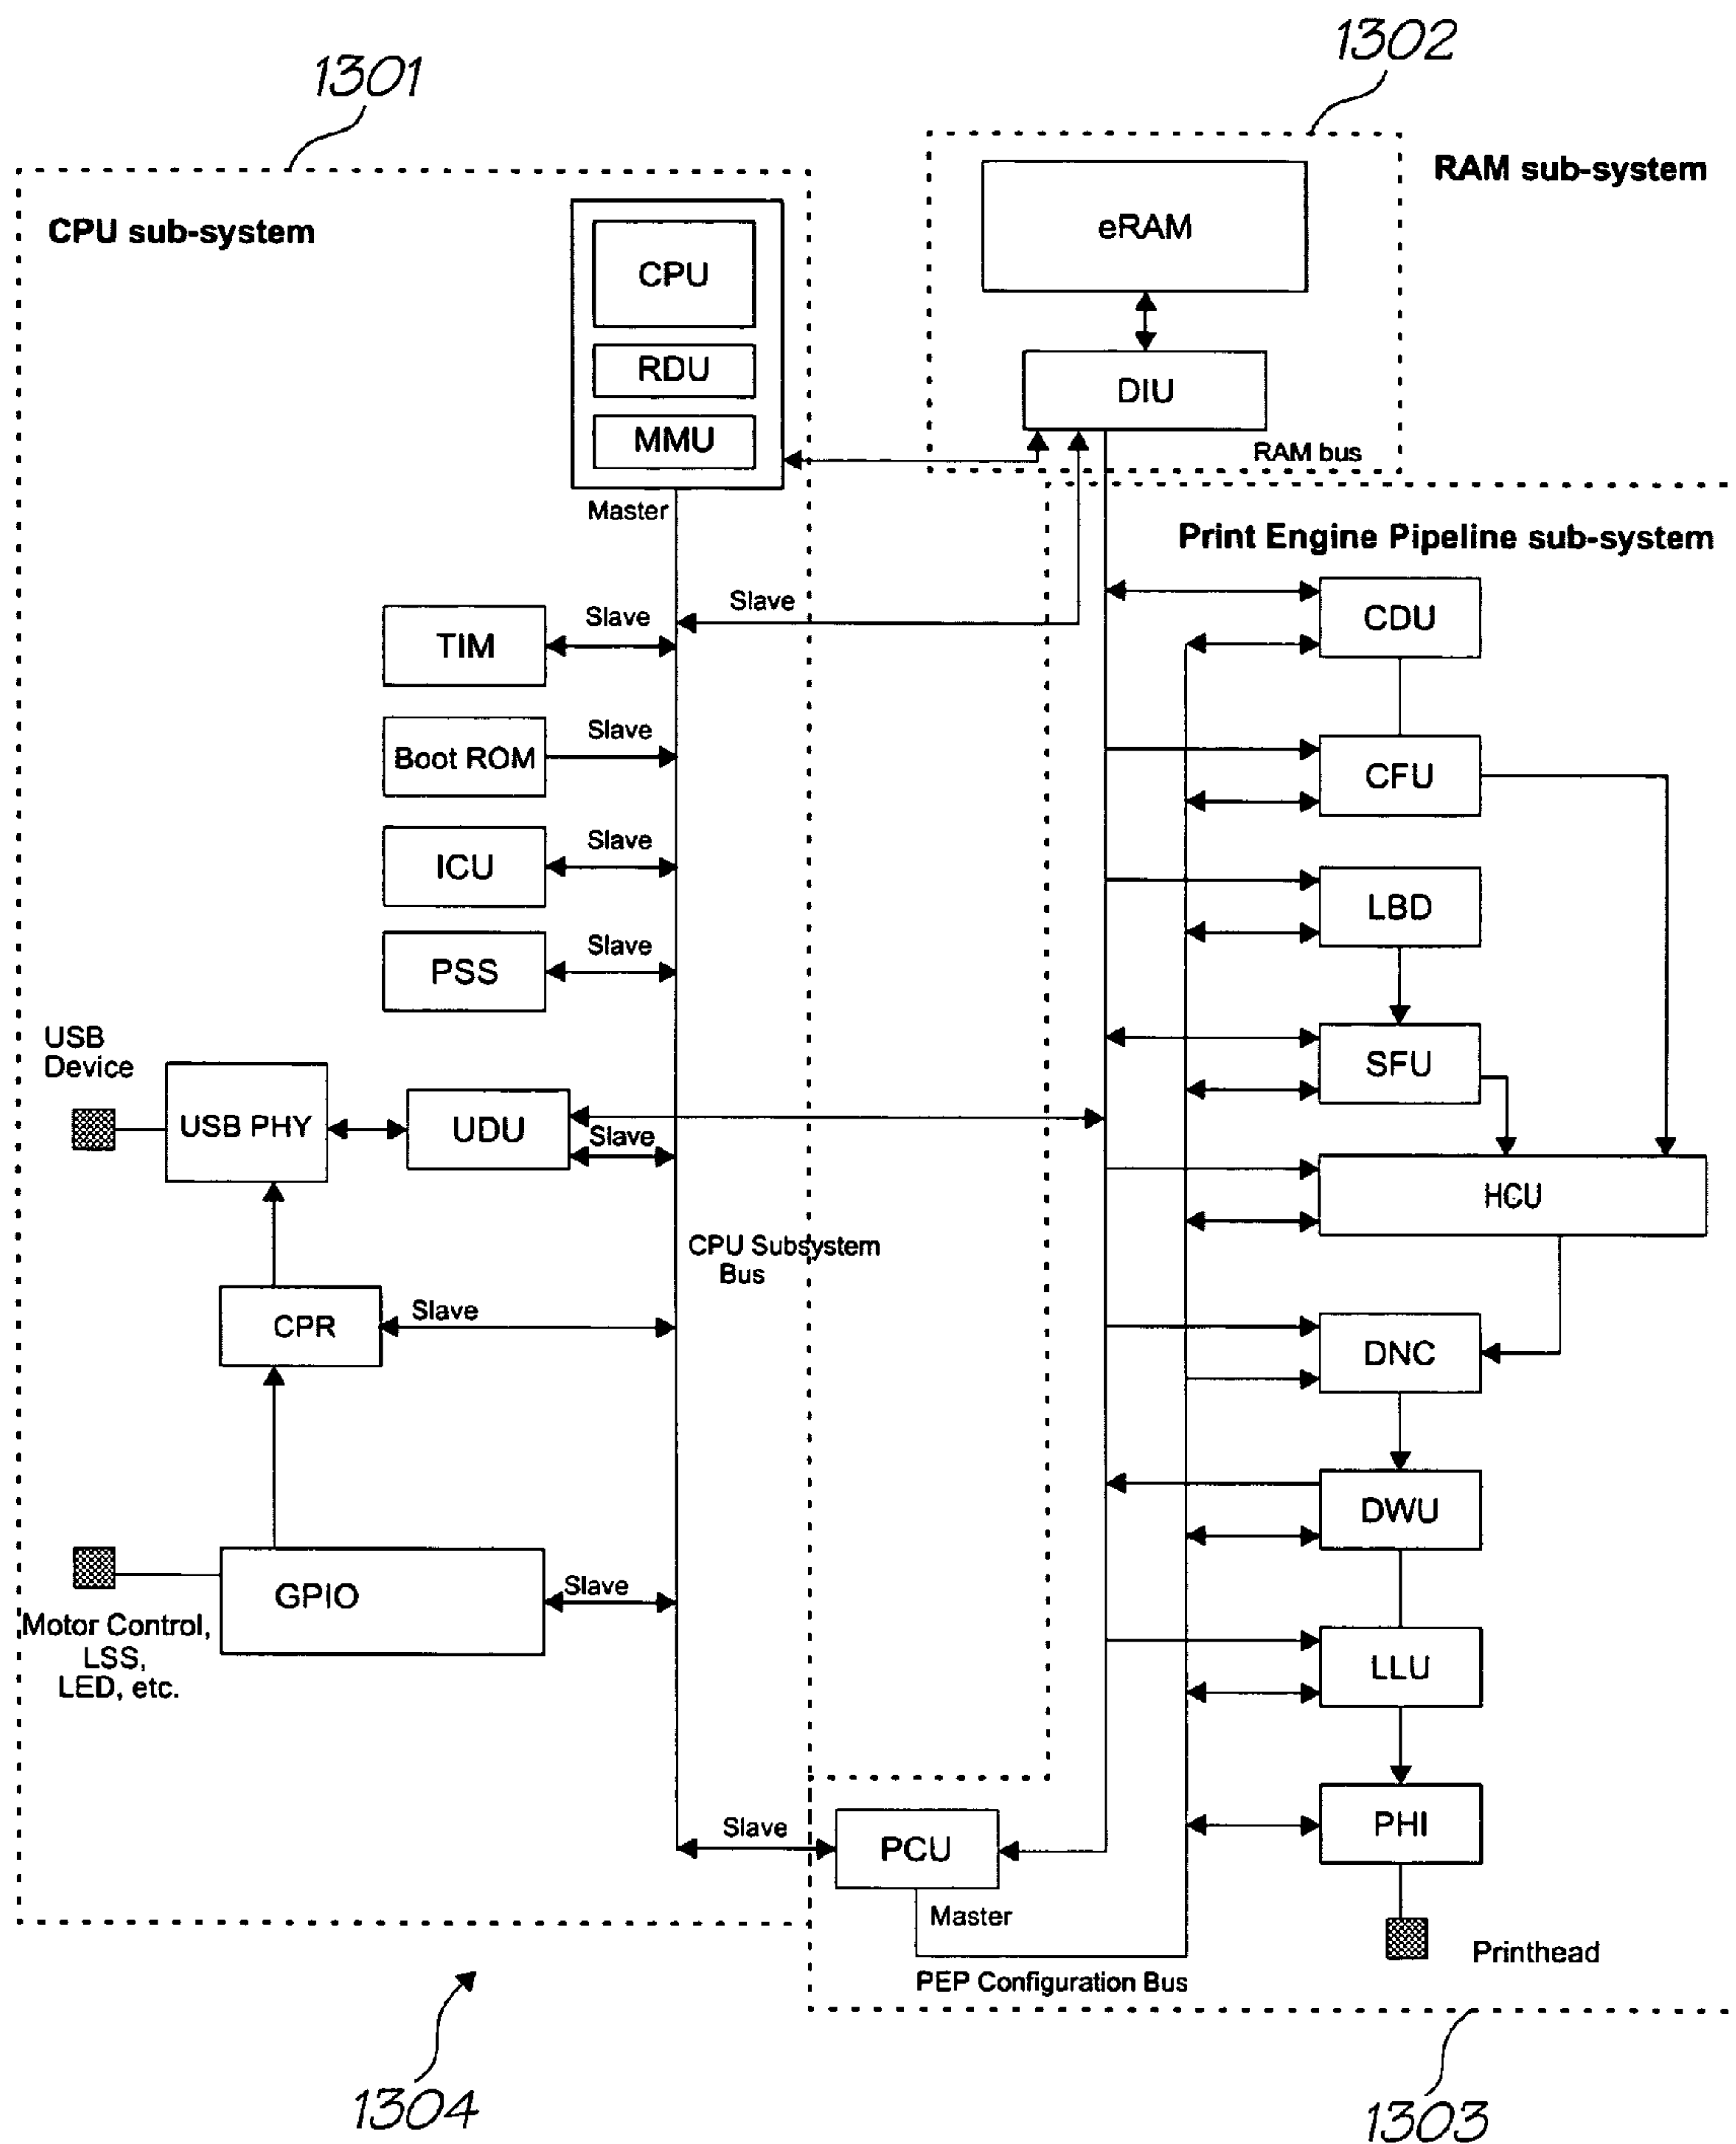 1301
1302
RAM sub-system
CPU sub-system
eRAM
CPU
RDU
DIU
MMU
RAM bus
Master
Print Engine Pipeline sub-system
Slave
Slave
TIM
CDU
Slave
Boot ROM
CFU
Slave
ICU
LBD
Slave
PSS
USB
Device
SFU
USB PHY
UDU
Slave
HCU
CPU Subsystem
Bus
Slave
CPR
DNC
DWU
Slave
GPIO
Motor Control,
LSS,
LED, etc.
LLU
PHI
Slave
PCU
Master
Printhead
PEP Configuration Bus
1304
1303